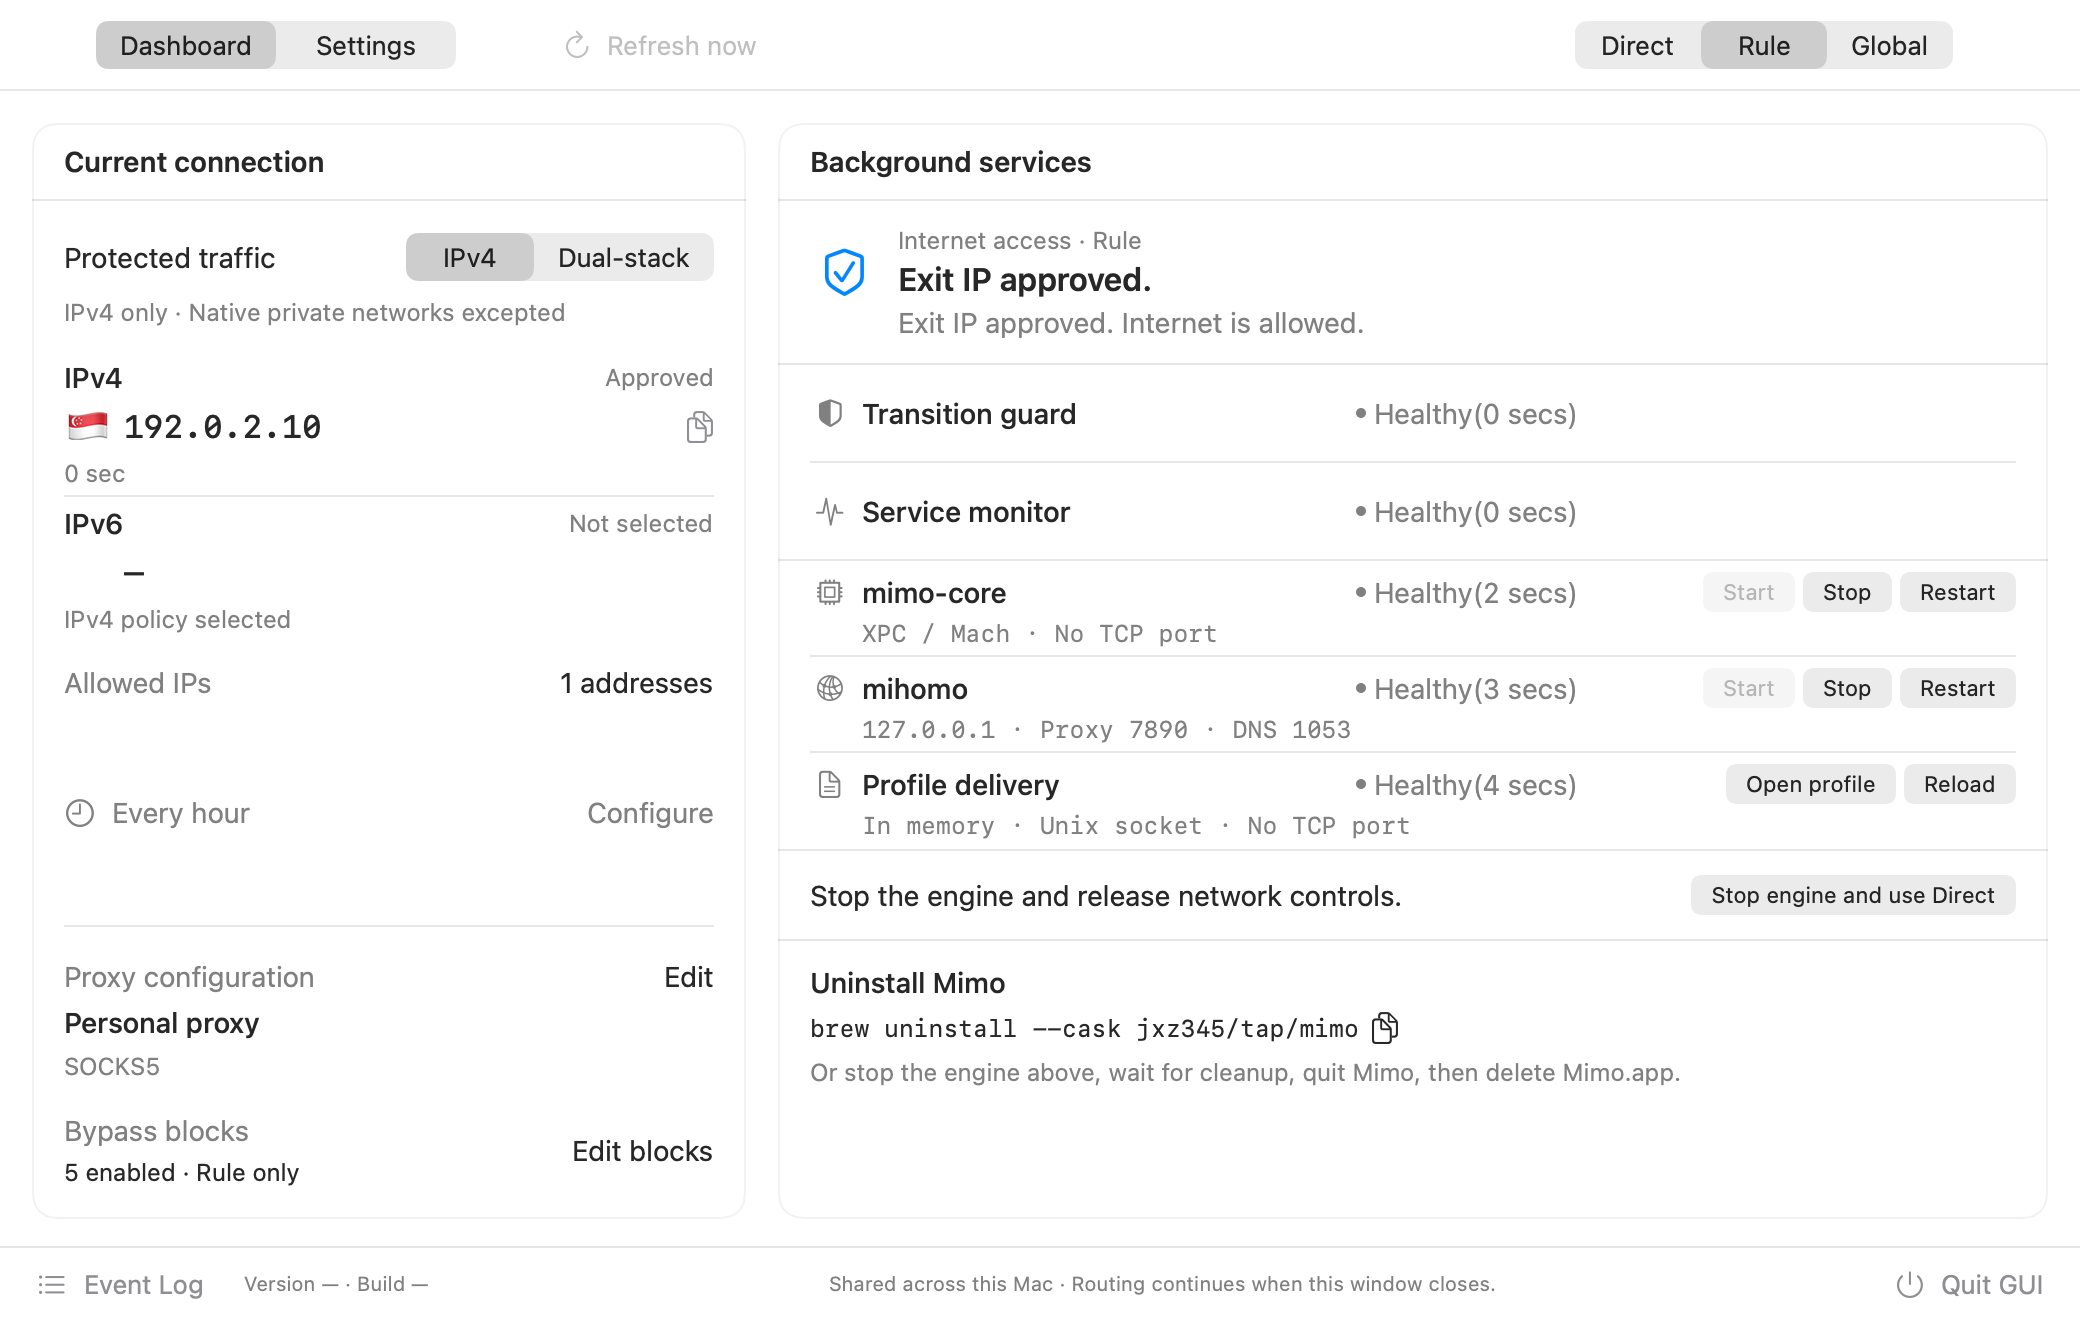 Dashboard
Settings
Refresh now
Direct
Rule
Global
Current connection
Protected traffic
IPv4
Dual-stack
IPv4 only · Native private networks excepted
IPv4
Approved
192.0.2.10
0 sec
IPv6
Not selected
—
IPv4 policy selected
Allowed IPs
1 addresses
Every hour
Configure
Proxy configuration
Edit
Personal proxy
SOCKS5
Bypass blocks
5 enabled · Rule only
Edit blocks
Background services
Internet access · Rule
Exit IP approved.
Exit IP approved. Internet is allowed.
Transition guard
Healthy(0 secs)
Service monitor
Healthy(0 secs)
mimo-core
Healthy(2 secs)
Start
Stop
Restart
XPC / Mach · No TCP port
mihomo
Healthy(3 secs)
Start
Stop
Restart
127.0.0.1 · Proxy 7890 · DNS 1053
Profile delivery
Healthy(4 secs)
Open profile
Reload
In memory · Unix socket · No TCP port
Stop the engine and release network controls.
Stop engine and use Direct
Uninstall Mimo
brew uninstall --cask jxz345/tap/mimo
Or stop the engine above, wait for cleanup, quit Mimo, then delete Mimo.app.
Event Log
Version — · Build —
Shared across this Mac · Routing continues when this window closes.
Quit GUI